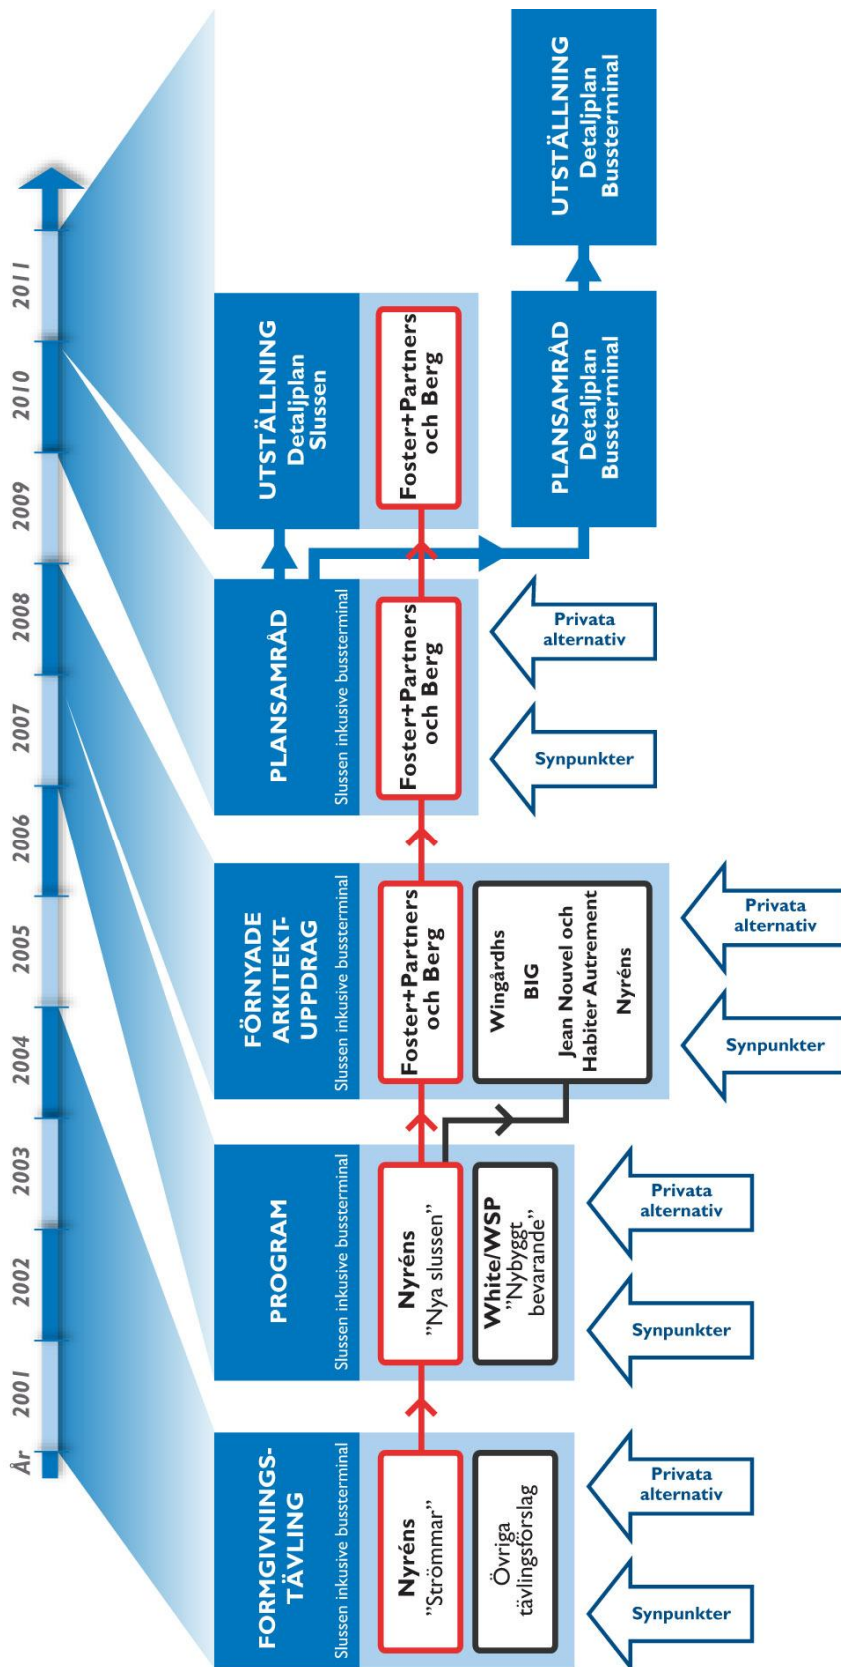 År
2001
2002
2003
2004
2005
2006
2007
2008
2009
2010
2011
FORMGIVNINGS-
TÄVLING
Slussen inkusive bussterminal
Nyréns
”Strömmar”
Övriga
tävlingsförslag
Synpunkter
Privata
alternativ
PROGRAM
Slussen inkusive bussterminal
Nyréns
”Nya slussen”
White/WSP
”Nybyggt
bevarande”
Synpunkter
Privata
alternativ
FÖRNYADE
ARKITEKT-
UPPDRAG
Slussen inkusive bussterminal
Foster+Partners
och Berg
Wingårdhs
BIG
Jean Nouvel och
Habiter Autrement
Nyréns
Synpunkter
Privata
alternativ
PLANSAMRÅD
Slussen inkusive bussterminal
Foster+Partners
och Berg
Synpunkter
Privata
alternativ
UTSTÄLLNING
Detaljplan
Slussen
Foster+Partners
och Berg
PLANSAMRÅD
Detaljplan
Bussterminal
UTSTÄLLNING
Detaljplan
Bussterminal